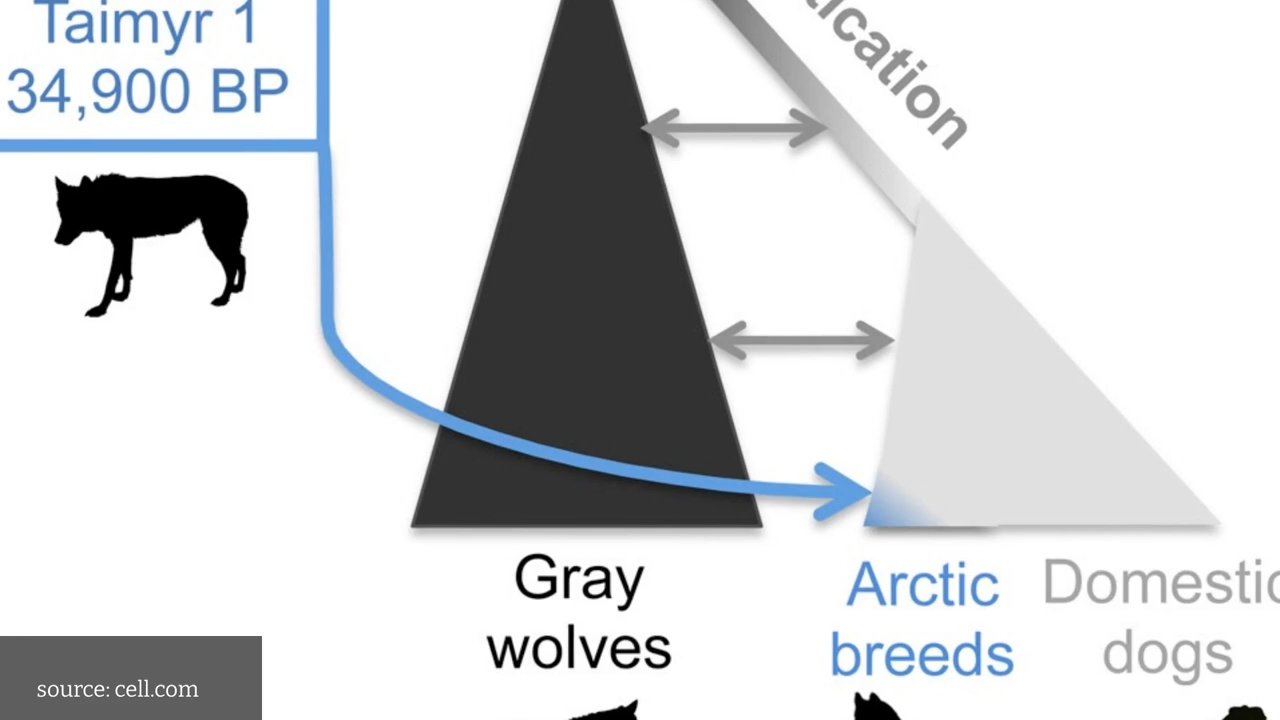 Taimyr 1
34,900 BP
Gray
wolves
Arctic
breeds
dogs
source: cell.com